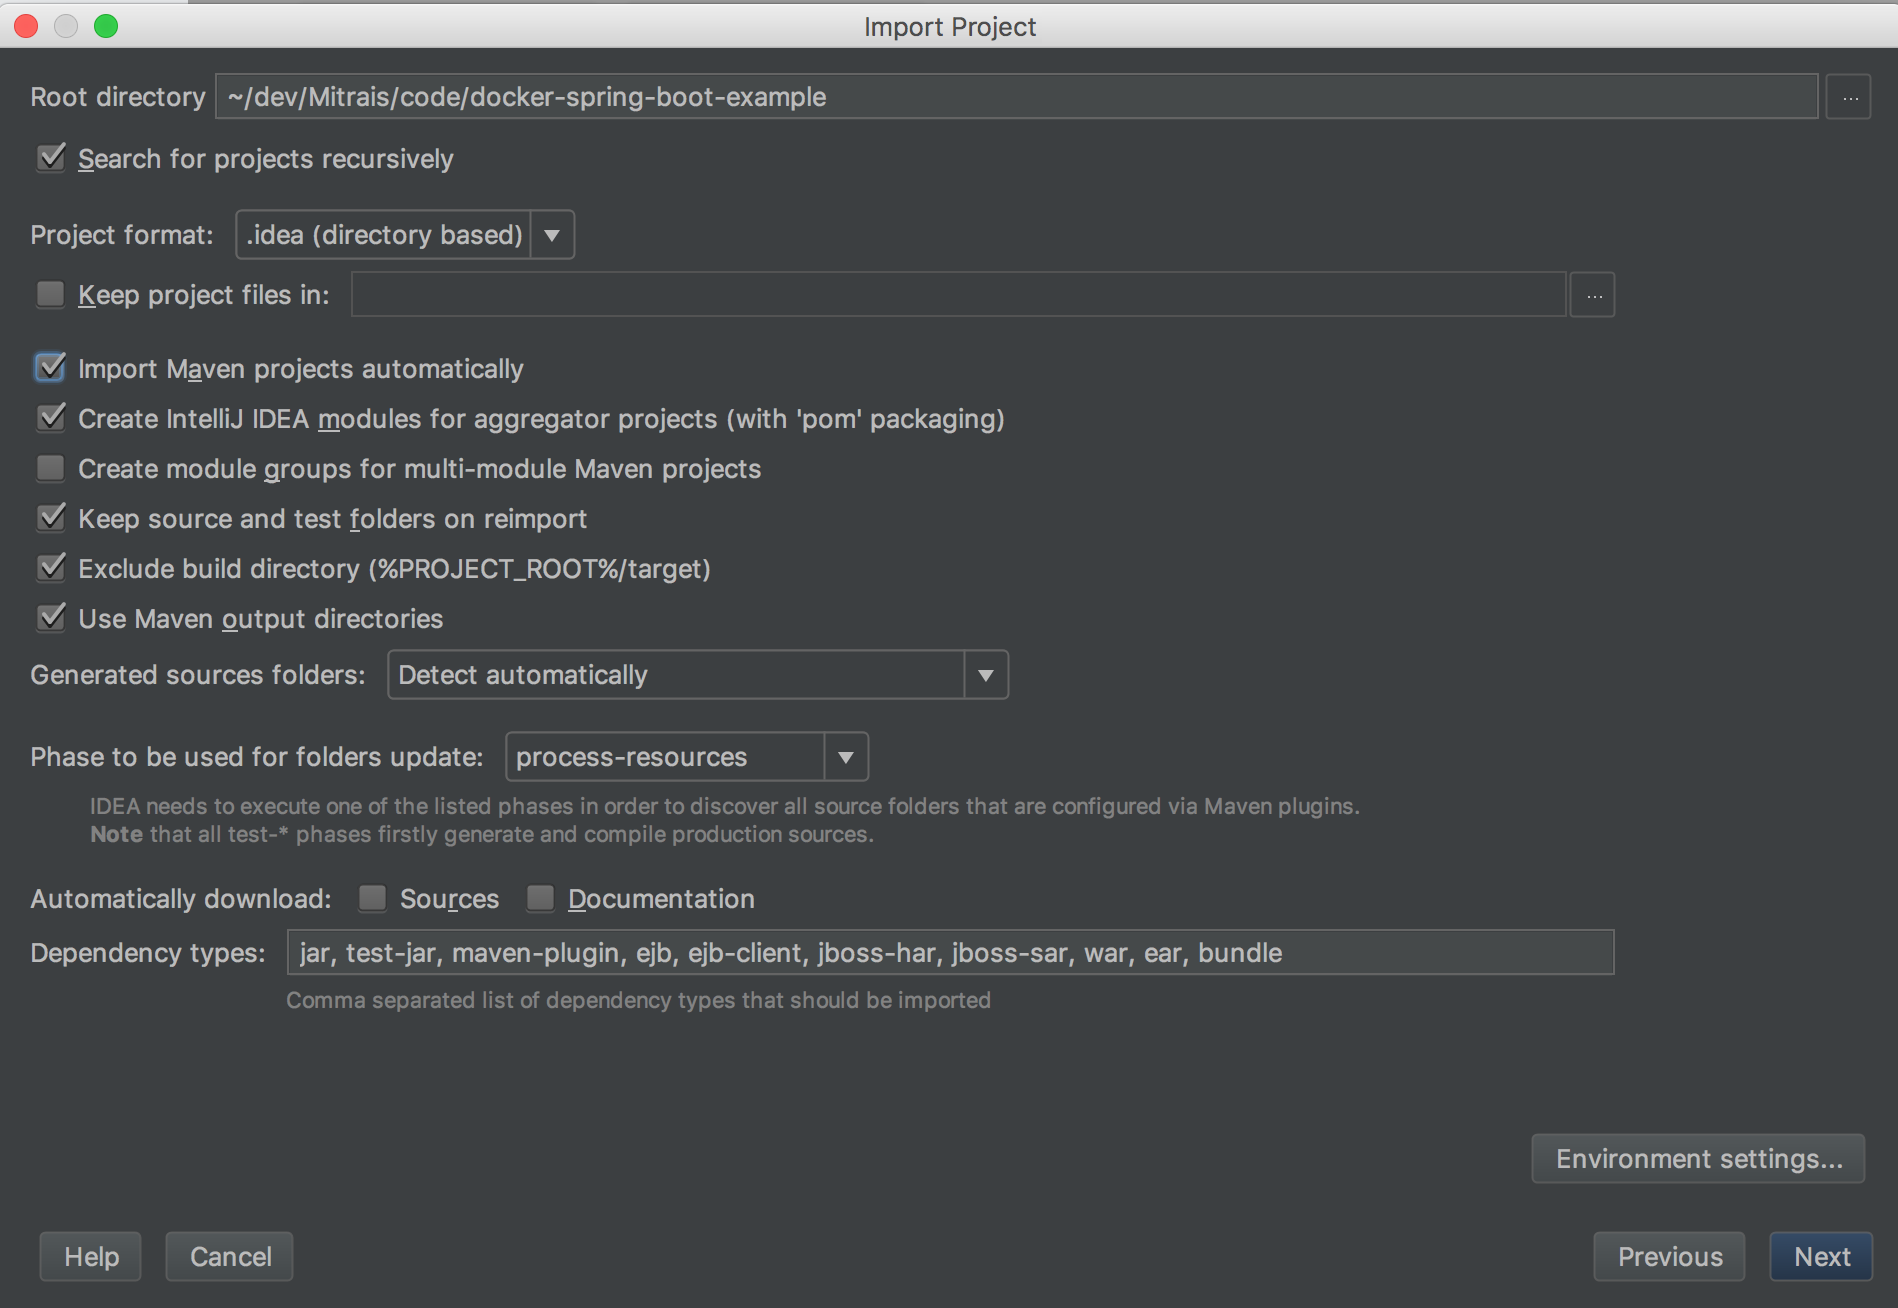 Import Project
Root directory ~/dev/Mitrais/code/docker-spring-boot-example ...
Search for projects recursively
Project format: .idea (directory based)
Keep project files in: ...
Import Maven projects automatically
Create IntelliJ IDEA modules for aggregator projects (with 'pom' packaging)
Create module groups for multi-module Maven projects
Keep source and test folders on reimport
Exclude build directory (%PROJECT_ROOT%/target)
Use Maven output directories
Generated sources folders: Detect automatically
Phase to be used for folders update: process-resources
IDEA needs to execute one of the listed phases in order to discover all source folders that are configured via Maven plugins.
Note that all test-* phases firstly generate and compile production sources.
Automatically download: Sources Documentation
Dependency types: jar, test-jar, maven-plugin, ejb, ejb-client, jboss-har, jboss-sar, war, ear, bundle
Comma separated list of dependency types that should be imported
Environment settings...
Help Cancel Previous Next